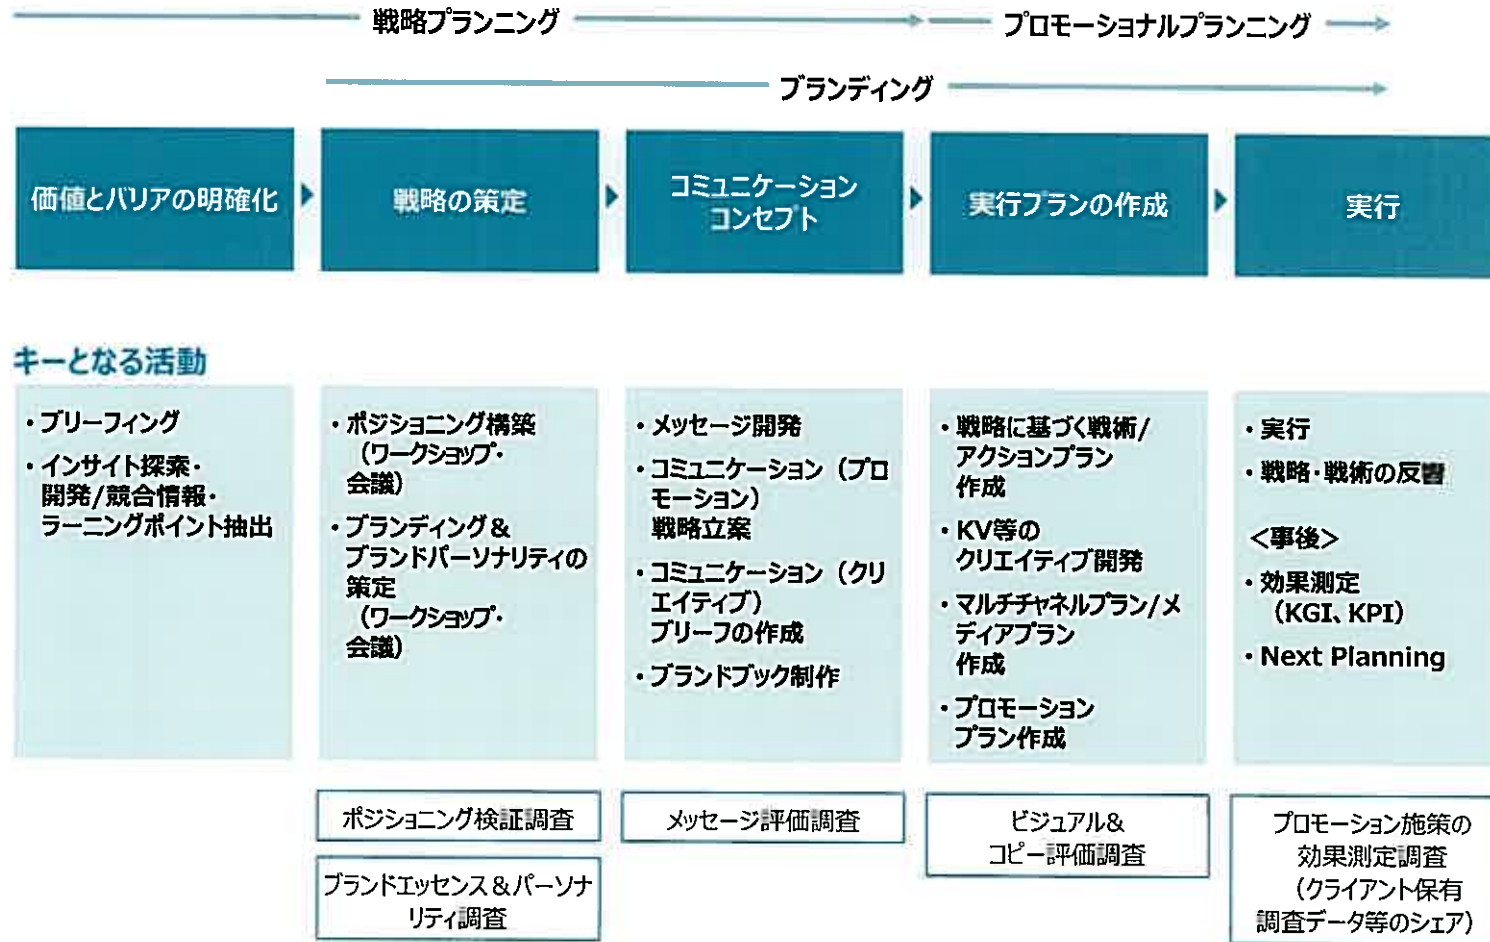 戦略プランニング
プロモーショナルプランニング
ブランディング
価値とバリアの明確化
戦略の策定
コミュニケーション
コンセプト
実行プランの作成
実行
キーとなる活動
・ブリーフィング
・インサイト探索・
開発/競合情報・
ラーニングポイント抽出
・ポジショニング構築
（ワークショップ・
会議）
・ブランディング＆
ブランドパーソナリティの
策定
（ワークショップ・
会議）
・メッセージ開発
・コミュニケーション（プロ
モーション）
戦略立案
・コミュニケーション（クリ
エイティブ）
ブリーフの作成
・ブランドブック制作
・戦略に基づく戦術/
アクションプラン
作成
・KV等の
クリエイティブ開発
・マルチチャネルプラン/メ
ディアプラン
作成
・プロモーション
プラン作成
・実行
・戦略・戦術の反響
＜事後＞
・効果測定
（KGI、KPI）
・Next Planning
ポジショニング検証調査
ブランドエッセンス＆パーソナ
リティ調査
メッセージ評価調査
ビジュアル&
コピー評価調査
プロモーション施策の
効果測定調査
（クライアント保有
調査データ等のシェア）